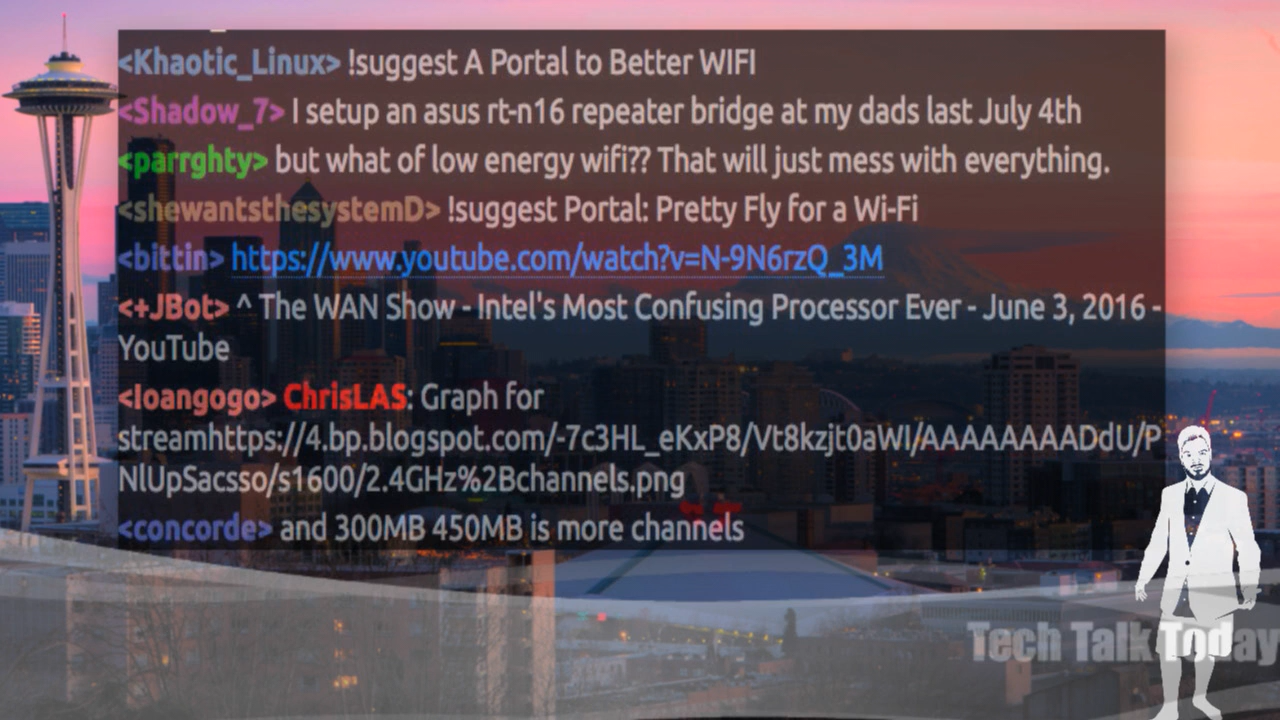 <Khaotic_Linux> !suggest A Portal to Better WIFI
<Shadow_7> I setup an asus rt-n16 repeater bridge at my dads last July 4th
<parrghty> but what of low energy wifi?? That will just mess with everything.
<shewantsthesystemD> !suggest Portal: Pretty Fly for a Wi-Fi
<bittin> https://www.youtube.com/watch?v=N-9N6rzQ_3M
<+JBot> ^ The WAN Show - Intel's Most Confusing Processor Ever - June 3, 2016 -
YouTube
<loangogo> ChrisLAS: Graph for
streamhttps://4.bp.blogspot.com/-7c3HL_eKxP8/Vt8kzjt0aWI/AAAAAAAADdU/P
NlUpSacsso/s1600/2.4GHz%2Bchannels.png
<concorde> and 300MB 450MB is more channels
Tech Talk Today